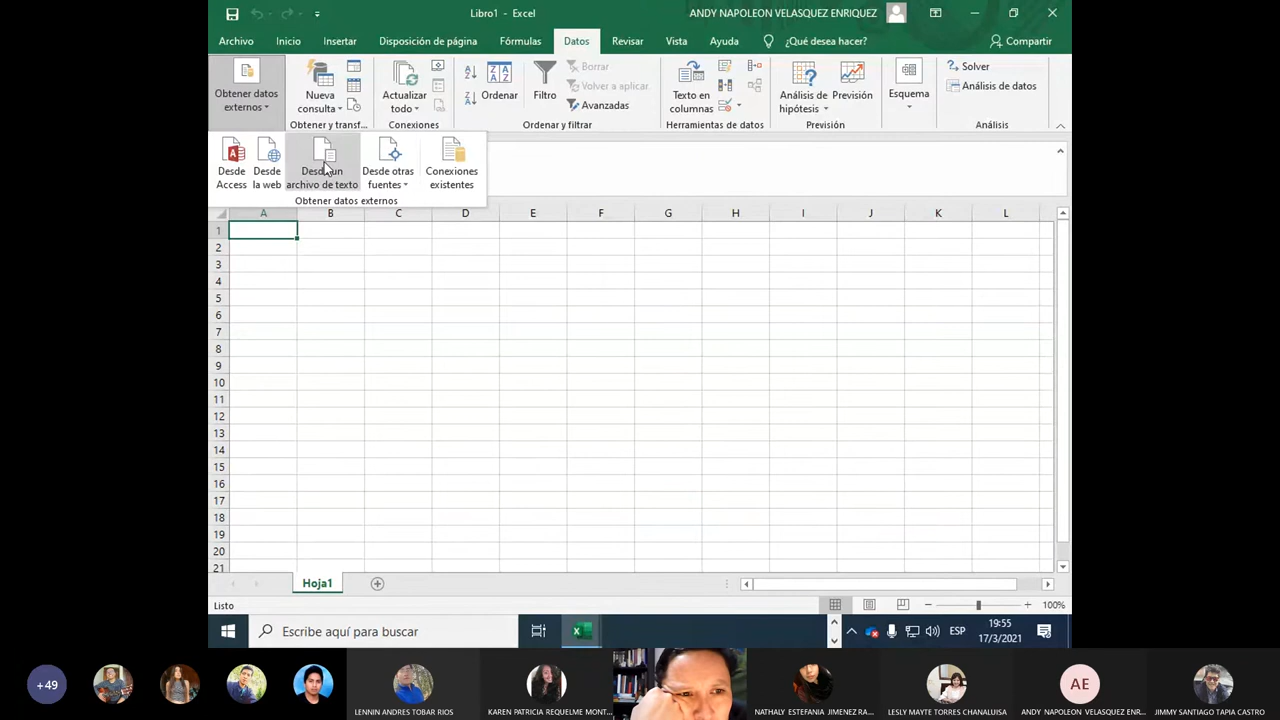 Libro1 - Excel
ANDY NAPOLEON VELASQUEZ ENRIQUEZ
Archivo
Inicio
Insertar
Disposición de página
Fórmulas
Datos
Revisar
Vista
Ayuda
¿Qué desea hacer?
Compartir
Obtener datos
externos
Nueva
consulta
Obtener y transf...
Actualizar
todo
Conexiones
Ordenar
Filtro
Borrar
Volver a aplicar
Avanzadas
Ordenar y filtrar
Texto en
columnas
Herramientas de datos
Análisis de
hipótesis
Previsión
Previsión
Esquema
Solver
Análisis de datos
Análisis
Desde
Access
Desde
la web
Desde un
archivo de texto
Desde otras
fuentes
Conexiones
existentes
Obtener datos externos
A B C D E F G H I J K L
1
2
3
4
5
6
7
8
9
10
11
12
13
14
15
16
17
18
19
20
21
Hoja1
Listo
100%
Escribe aquí para buscar
ESP
19:55
17/3/2021
+49
LENNIN ANDRES TOBAR RIOS
KAREN PATRICIA REQUELME MONT...
NATHALY ESTEFANIA JIMENEZ RA...
LESLY MAYTE TORRES CHANALUISA
AE
ANDY NAPOLEON VELASQUEZ ENR...
JIMMY SANTIAGO TAPIA CASTRO